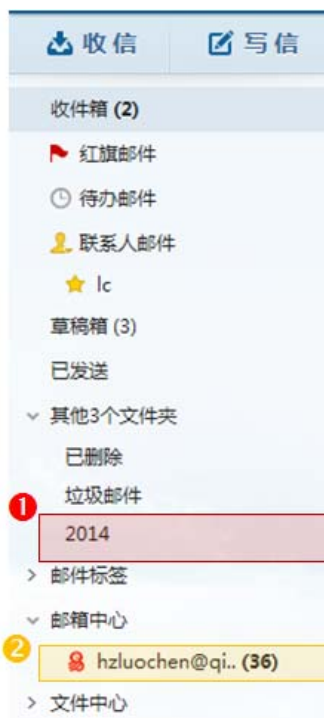 收信 写信
收件箱 (2)
红旗邮件
待办邮件
联系人邮件
lc
草稿箱 (3)
已发送
其他3个文件夹
已删除
垃圾邮件
1
2014
邮件标签
邮箱中心
2
hzluochen@qi.. (36)
文件中心